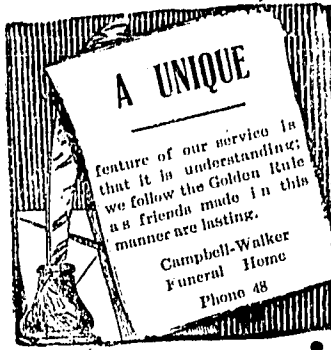 A UNIQUE
feature of our service is
that it is understanding;
we follow the Golden Rule
as friends made in this
manner are lasting.
Campbell-Walker
Funeral Home
Phone 48